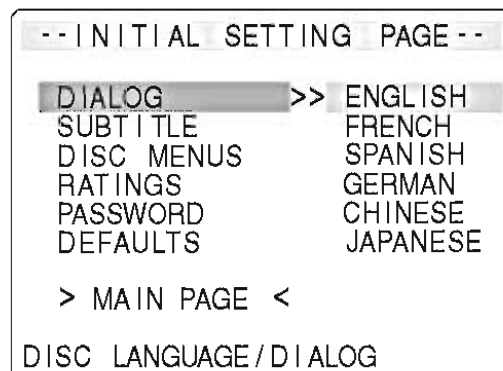 --INITIAL SETTING PAGE--
DIALOG >> ENGLISH
SUBTITLE FRENCH
DISC MENUS SPANISH
RATINGS GERMAN
PASSWORD CHINESE
DEFAULTS JAPANESE
> MAIN PAGE <
DISC LANGUAGE/DIALOG